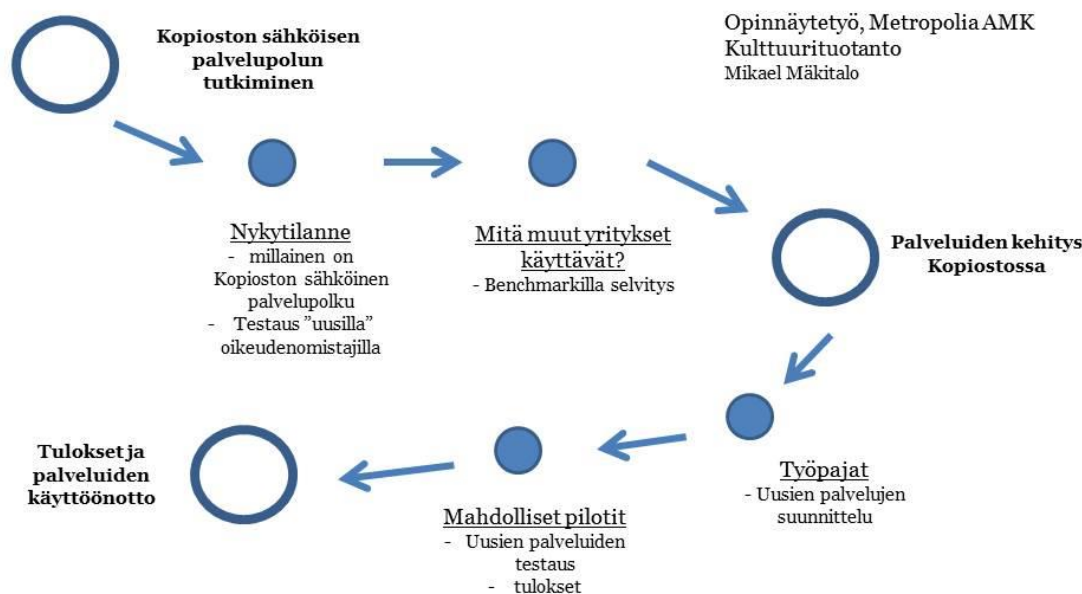 Kopioston sähköisen
palvelupolun
tutkiminen
Opinnäytetyö, Metropolia AMK
Kulttuurituotanto
Mikael Mäkitalo
Nykytilanne
- millainen on
Kopioston sähköinen
palvelupolku
- Testaus ”uusilla”
oikeudenomistajilla
Mitä muut yritykset
käyttävät?
- Benchmarkilla selvitys
Palveluiden kehitys
Kopiostossa
Työpajat
- Uusien palvelujen
suunnittelu
Mahdolliset pilotit
- Uusien palveluiden
testaus
- tulokset
Tulokset ja
palveluiden
käyttöönotto